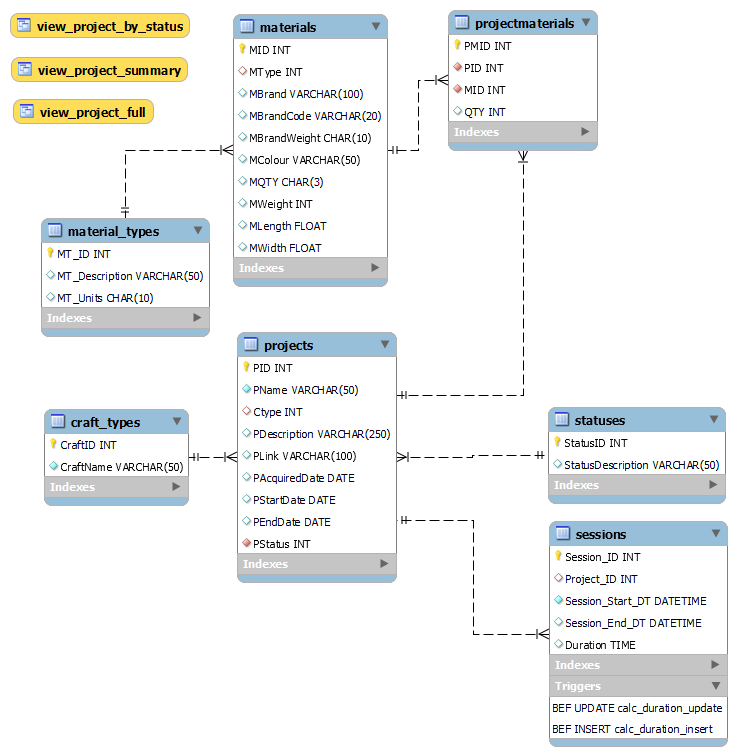 view_project_by_status
view_project_summary
view_project_full
materials
MID INT
MType INT
MBrand VARCHAR(100)
MBrandCode VARCHAR(20)
MBrandWeight CHAR(10)
MColour VARCHAR(50)
MQTY CHAR(3)
MWeight INT
MLength FLOAT
MWidth FLOAT
Indexes
projectmaterials
PMID INT
PID INT
MID INT
QTY INT
Indexes
material_types
MT_ID INT
MT_Description VARCHAR(50)
MT_Units CHAR(10)
Indexes
projects
PID INT
PName VARCHAR(50)
Ctype INT
PDescription VARCHAR(250)
PLink VARCHAR(100)
PAcquiredDate DATE
PStartDate DATE
PEndDate DATE
PStatus INT
Indexes
craft_types
CraftID INT
CraftName VARCHAR(50)
Indexes
statuses
StatusID INT
StatusDescription VARCHAR(50)
Indexes
sessions
Session_ID INT
Project_ID INT
Session_Start_DT DATETIME
Session_End_DT DATETIME
Duration TIME
Indexes
Triggers
BEF UPDATE calc_duration_update
BEF INSERT calc_duration_insert